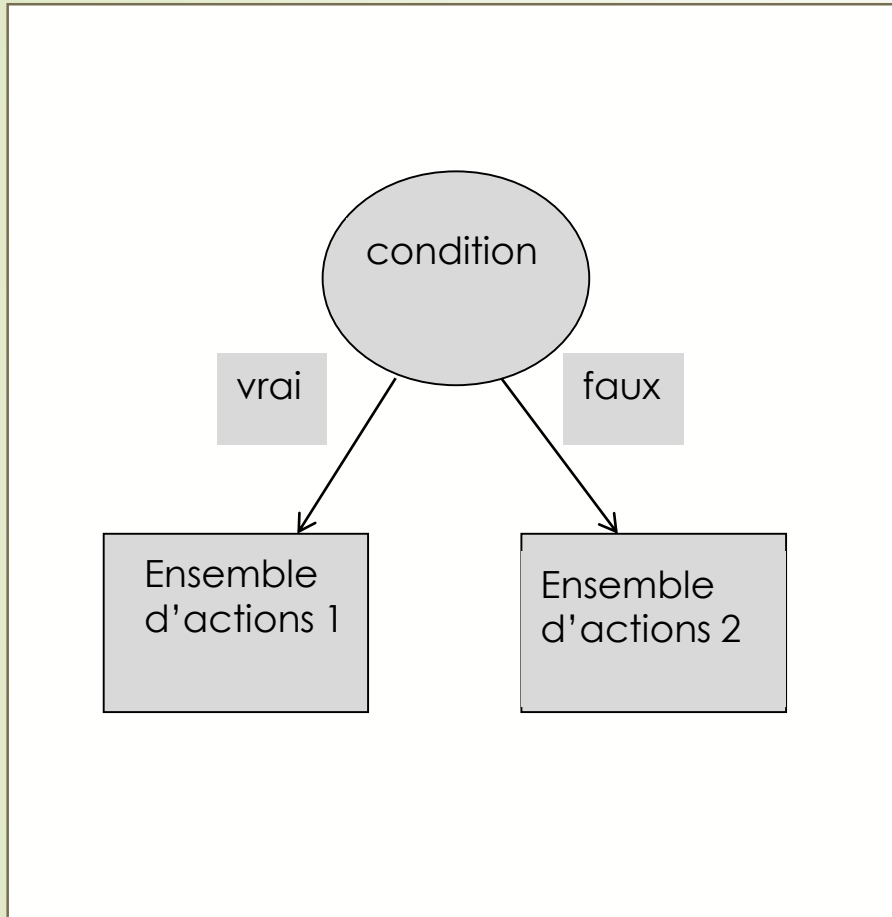 condition
vrai
faux
Ensemble
d’actions 1
Ensemble
d’actions 2